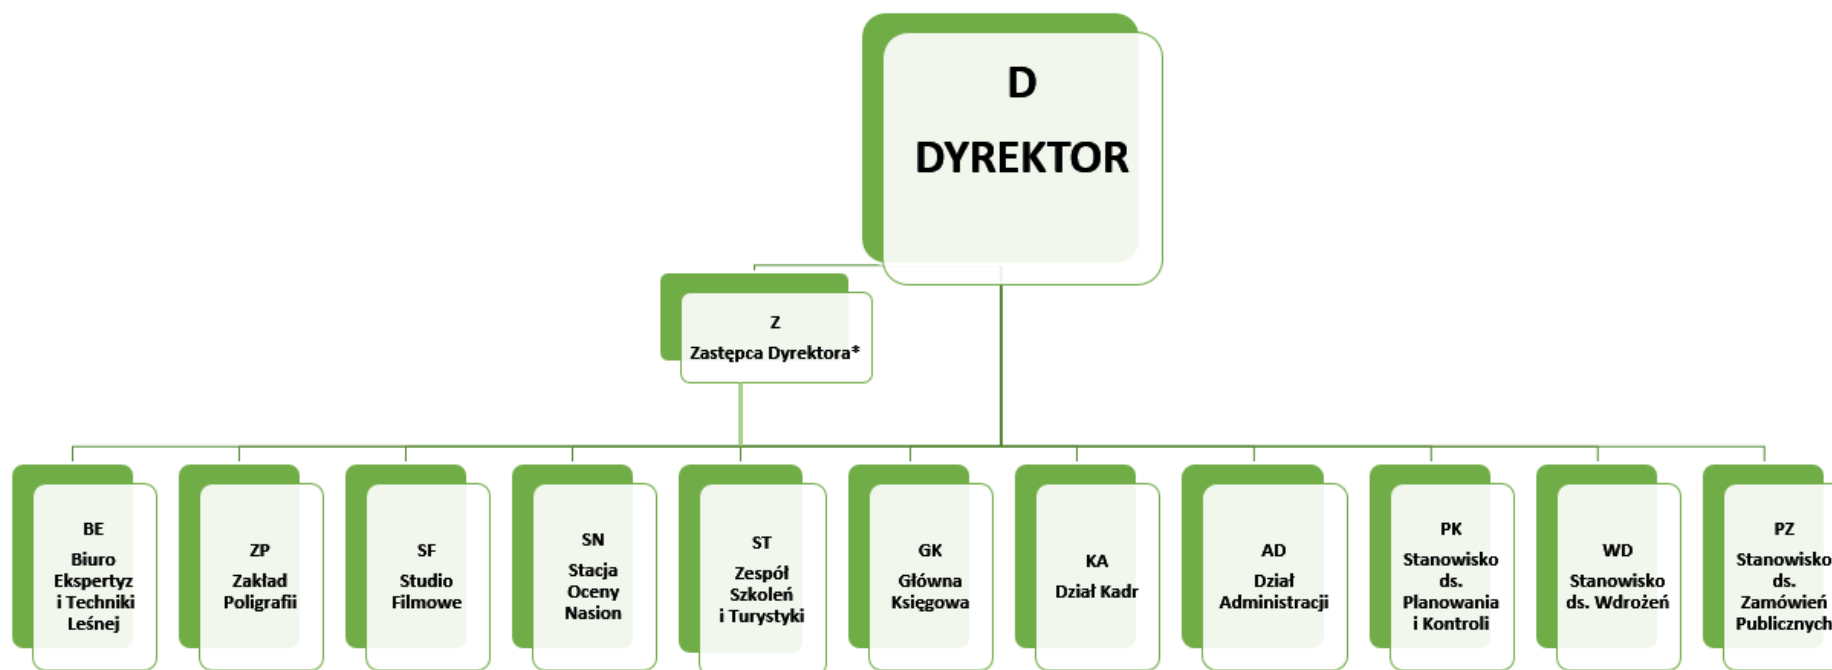 D
DYREKTOR
Z
Zastępca Dyrektora*
BE
Biuro
Ekspertyz
i Techniki
Leśnej
ZP
Zakład
Poligrafii
SF
Studio
Filmowe
SN
Stacja
Oceny
Nasion
ST
Zespół
Szkoleń
i Turystyki
GK
Główna
Księgowa
KA
Dział Kadr
AD
Dział
Administracji
PK
Stanowisko
ds.
Planowania
i Kontroli
WD
Stanowisko
ds. Wdrożeń
PZ
Stanowisko
ds.
Zamówień
Publicznych